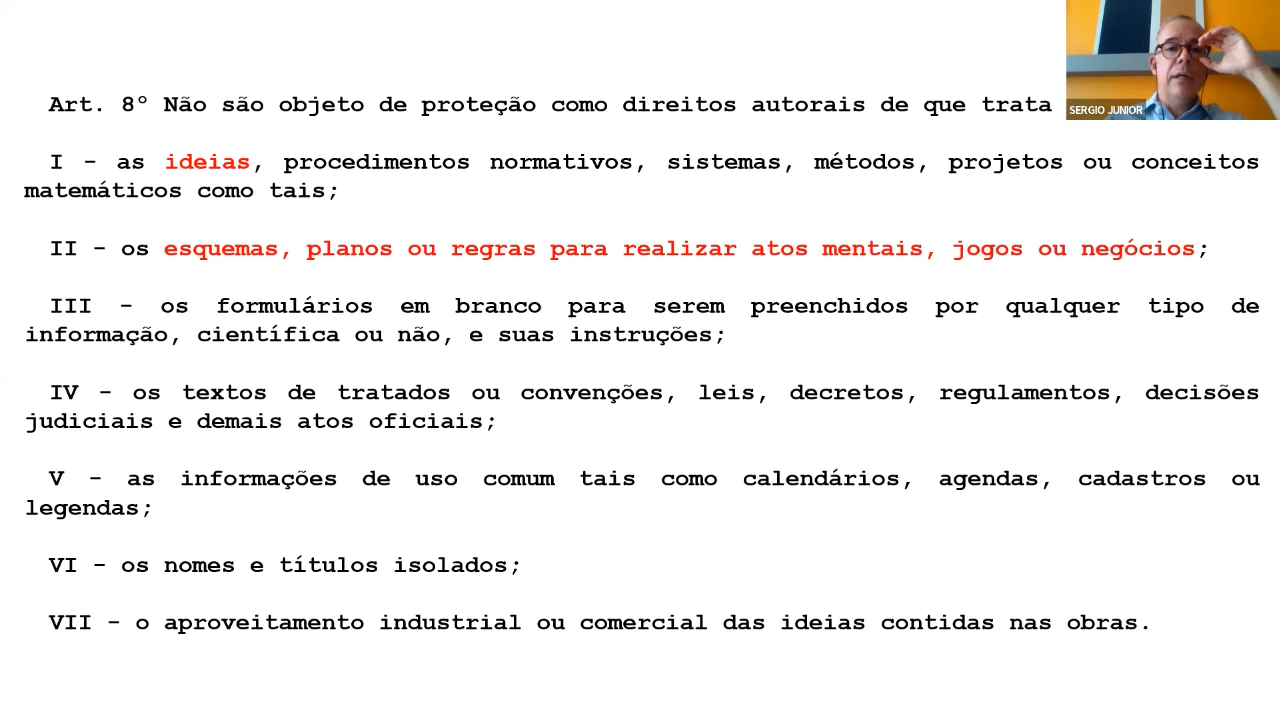 Art. 8º Não são objeto de proteção como direitos autorais de que trata
SERGIO JUNIOR
I - as ideias, procedimentos normativos, sistemas, métodos, projetos ou conceitos
matemáticos como tais;
II - os esquemas, planos ou regras para realizar atos mentais, jogos ou negócios;
III - os formulários em branco para serem preenchidos por qualquer tipo de
informação, científica ou não, e suas instruções;
IV - os textos de tratados ou convenções, leis, decretos, regulamentos, decisões
judiciais e demais atos oficiais;
V - as informações de uso comum tais como calendários, agendas, cadastros ou
legendas;
VI - os nomes e títulos isolados;
VII - o aproveitamento industrial ou comercial das ideias contidas nas obras.